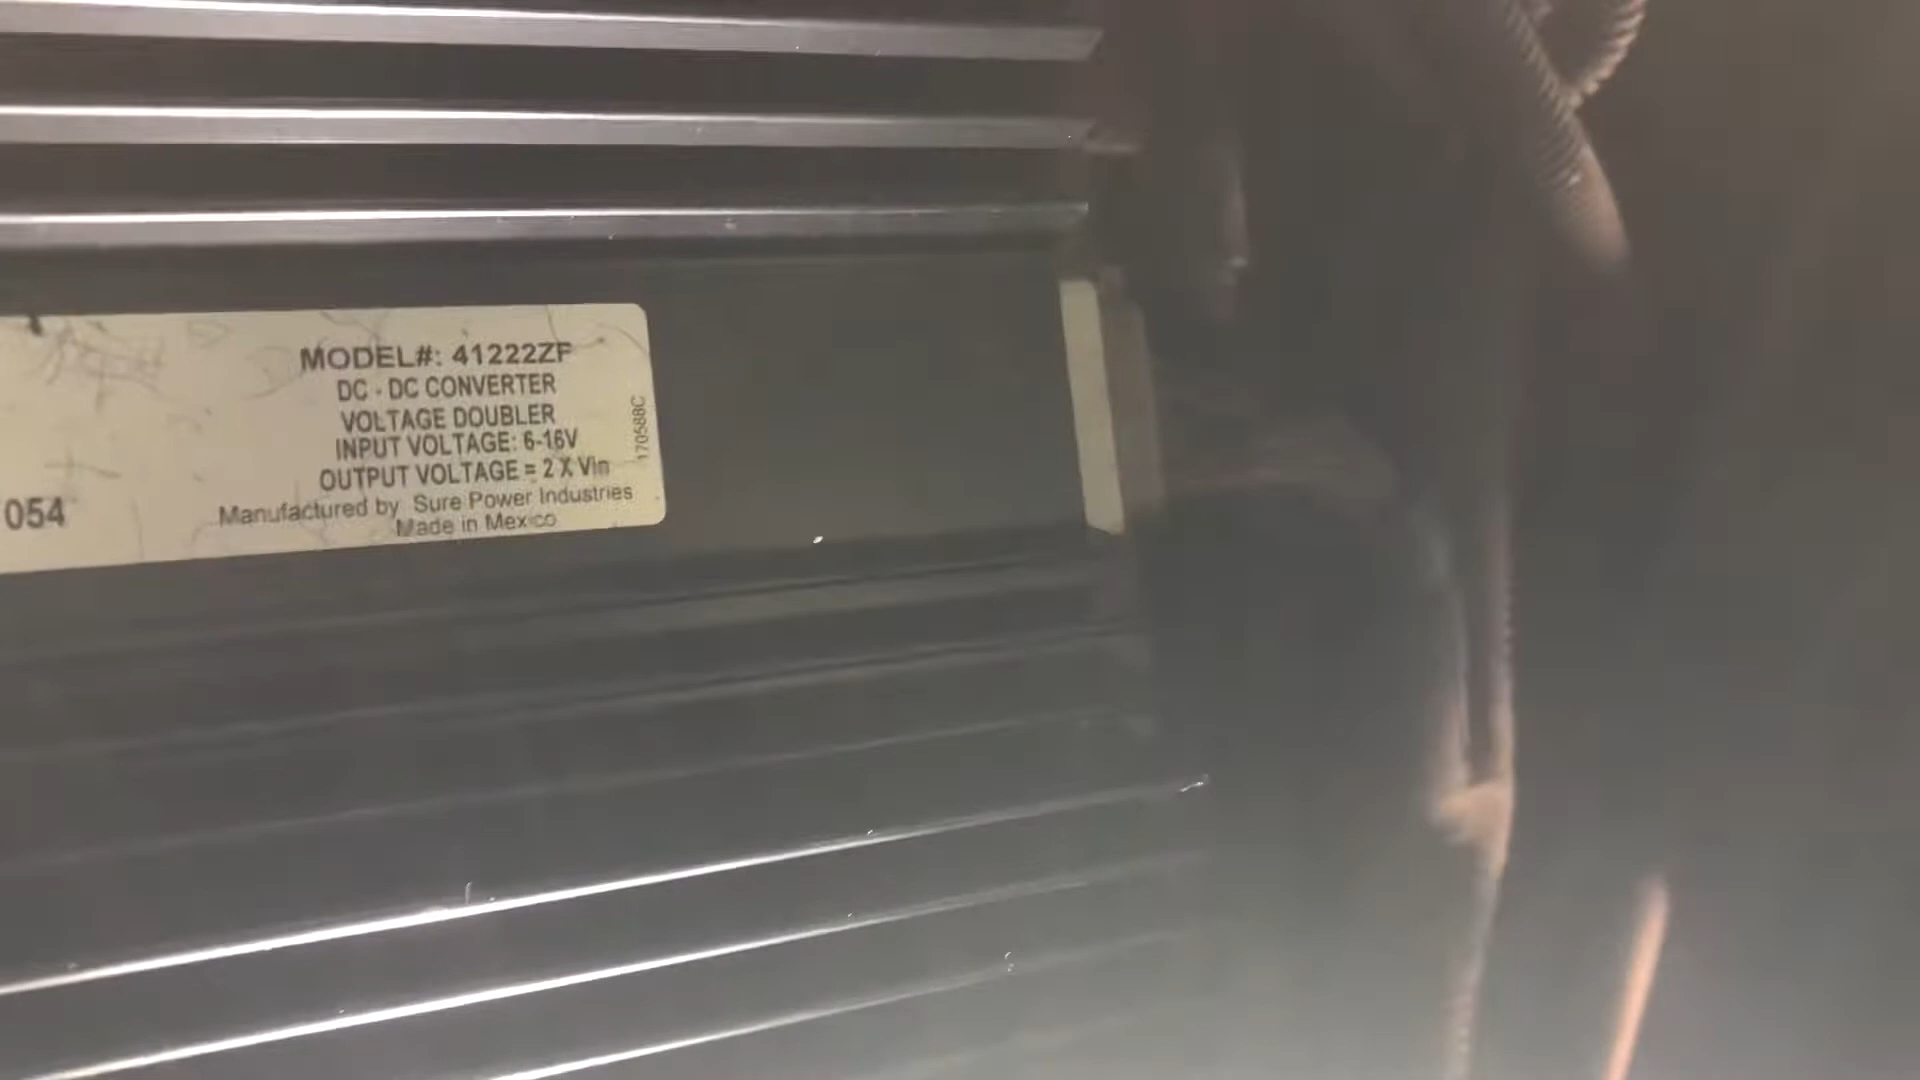 MODEL#: 41222ZF
DC - DC CONVERTER
VOLTAGE DOUBLER
INPUT VOLTAGE: 6-16V
OUTPUT VOLTAGE = 2 X Vin
Manufactured by Sure Power Industries
Made in Mexico
054
170588C